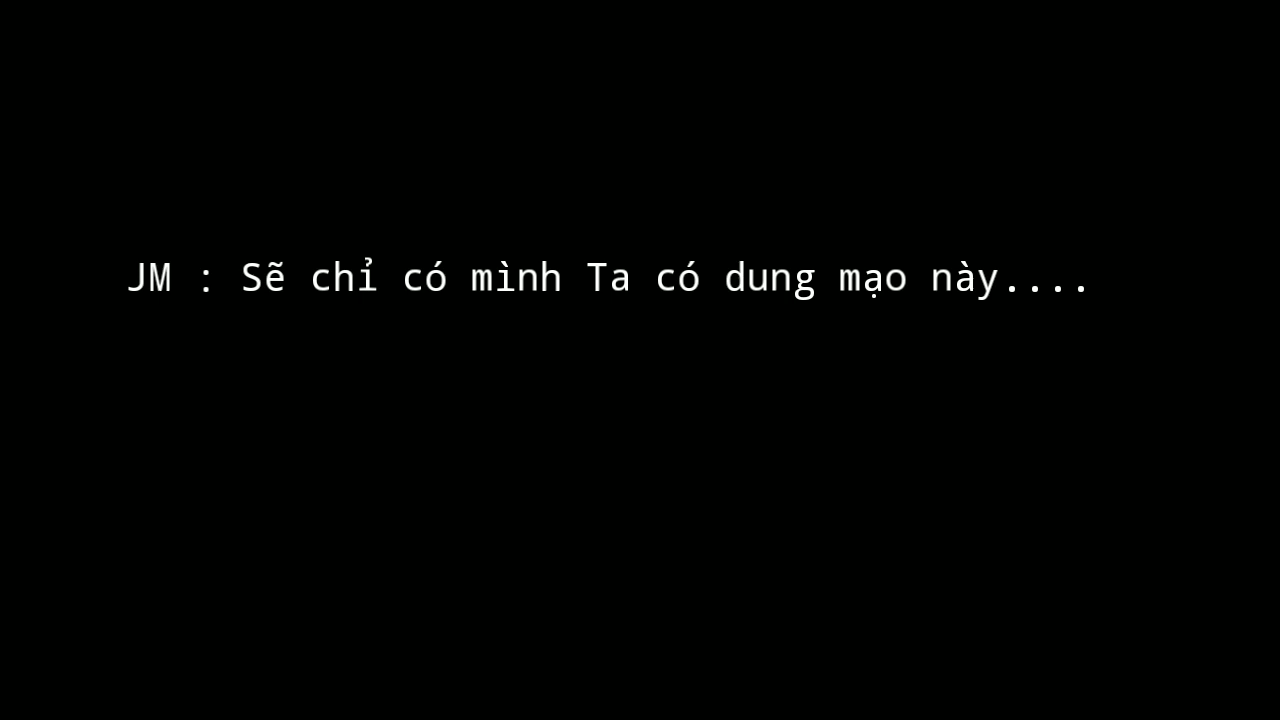 JM : Sẽ chỉ có mình Ta có dung mạo này....